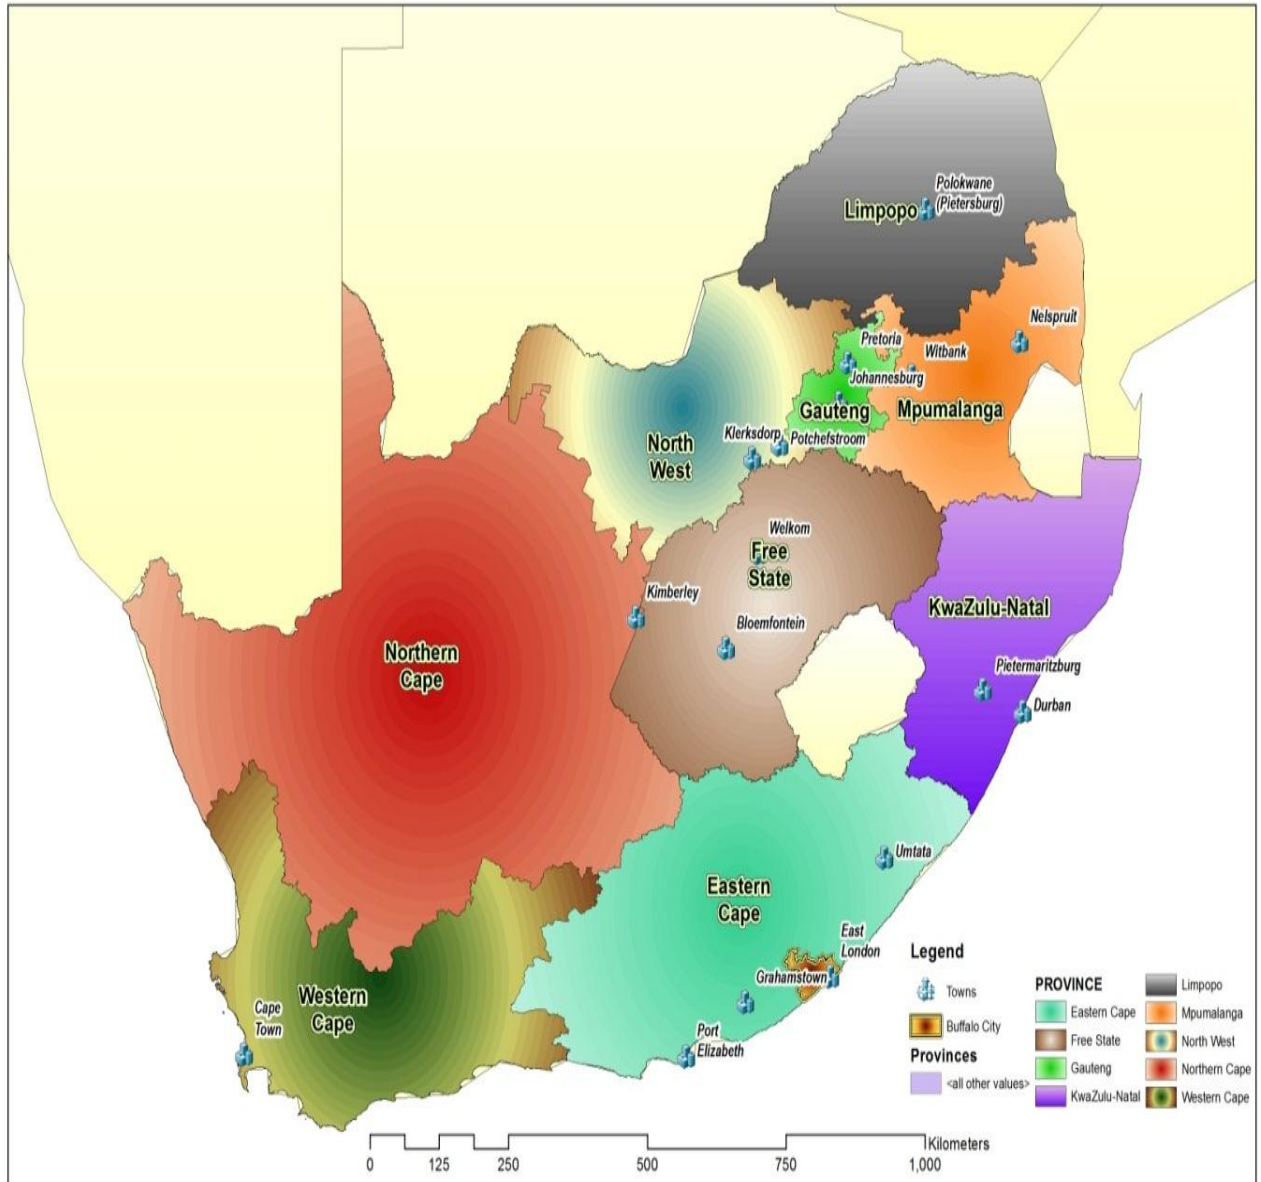 Polokwane
(Pietersburg)
Limpopo
Nelspruit
Pretoria
Witbank
Johannesburg
Gauteng
Mpumalanga
Klerksdorp
Potchefstroom
North
West
Welkom
Free
State
Kimberley
KwaZulu-Natal
Bloemfontein
Northern
Cape
Pietermaritzburg
Durban
Umtata
Eastern
Cape
East
London
Grahamstown
Western
Cape
Cape
Town
Port
Elizabeth
Legend
Towns
Buffalo City
Provinces
<all other values>
PROVINCE
Eastern Cape
Free State
Gauteng
KwaZulu-Natal
Limpopo
Mpumalanga
North West
Northern Cape
Western Cape
Kilometers
0 125 250 500 750 1,000